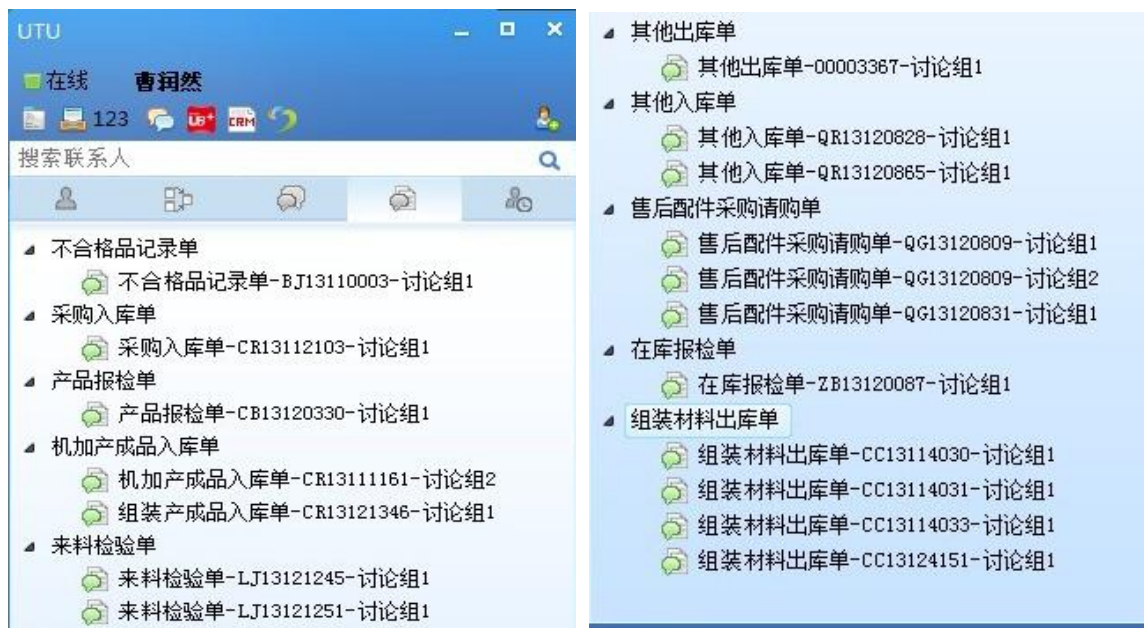 UTU
在线 曹润然
123 UB+ CRM
搜索联系人
不合格品记录单
不合格品记录单-BJ13110003-讨论组1
采购入库单
采购入库单-CR13112103-讨论组1
产品报检单
产品报检单-CB13120330-讨论组1
机加产成品入库单
机加产成品入库单-CR13111161-讨论组2
组装产成品入库单-CR13121346-讨论组1
来料检验单
来料检验单-LJ13121245-讨论组1
来料检验单-LJ13121251-讨论组1
其他出库单
其他出库单-00003367-讨论组1
其他入库单
其他入库单-QR13120828-讨论组1
其他入库单-QR13120865-讨论组1
售后配件采购请购单
售后配件采购请购单-QG13120809-讨论组1
售后配件采购请购单-QG13120809-讨论组2
售后配件采购请购单-QG13120831-讨论组1
在库报检单
在库报检单-ZB13120087-讨论组1
组装材料出库单
组装材料出库单-CC13114030-讨论组1
组装材料出库单-CC13114031-讨论组1
组装材料出库单-CC13114033-讨论组1
组装材料出库单-CC13124151-讨论组1